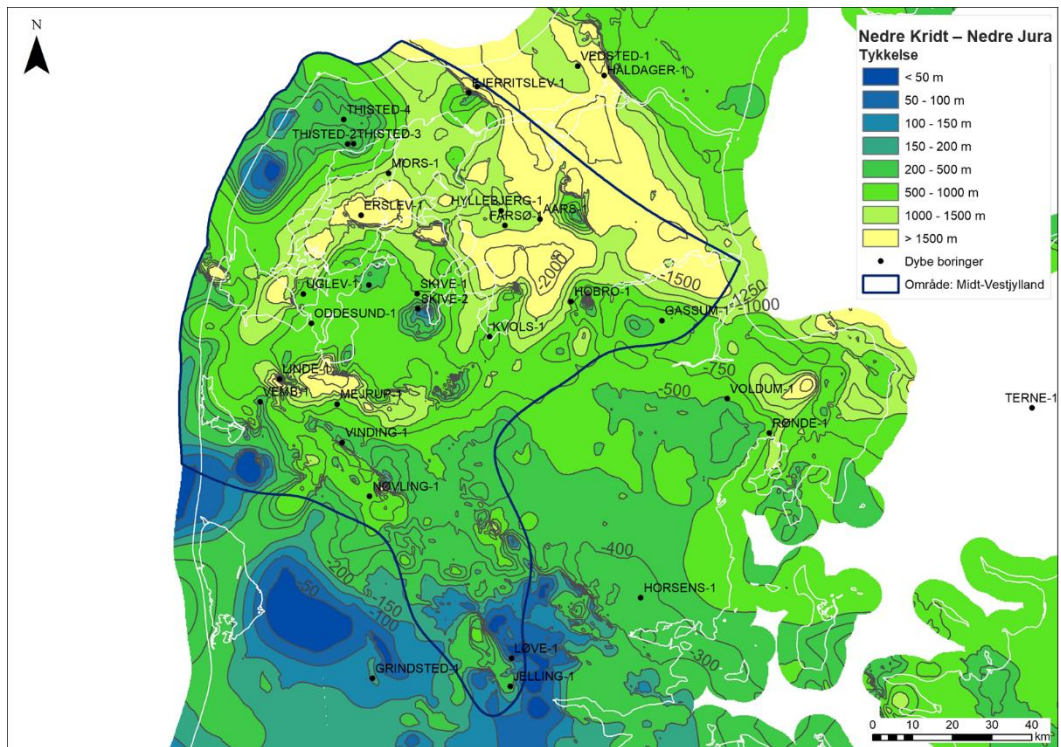 N
Nedre Kridt – Nedre Jura
Tykkelse
< 50 m
50 - 100 m
100 - 150 m
150 - 200 m
200 - 500 m
500 - 1000 m
1000 - 1500 m
> 1500 m
Dybe boringer
Område: Midt-Vestjylland
VEDSTED-1
HALDAGER-1
FJERRITSLEV-1
THISTED-4
THISTED-2 THISTED-3
MORS-1
ERSLEV-1
HYLLEBJERG-1
AARS-1
FARSØ-1
-2000
-1500
-1250
-1000
UGLEV-1
SKIVE-1
SKIVE-2
HOBRO-1
GASSUM-1
ODDESUND-1
KVOLS-1
-750
-500
LINDE-1
VEMB-1
MEJRUP-1
VOLDUM-1
TERNE-1
RØNDE-1
VINDING-1
NØVLING-1
-400
-50
-200
-150
-100
HORSENS-1
-300
LØVE-1
GRINDSTED-1
JELLING-1
0 10 20 30 40
km